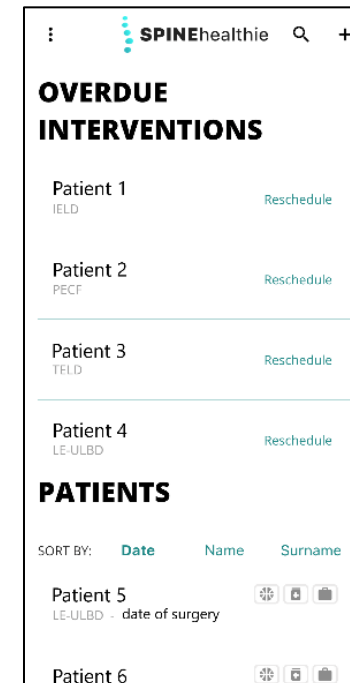 SPINEhealthie
OVERDUE
INTERVENTIONS
Patient 1
IELD
Reschedule
Patient 2
PECF
Reschedule
Patient 3
TELD
Reschedule
Patient 4
LE-ULBD
Reschedule
PATIENTS
SORT BY: Date Name Surname
Patient 5
LE-ULBD - date of surgery
Patient 6